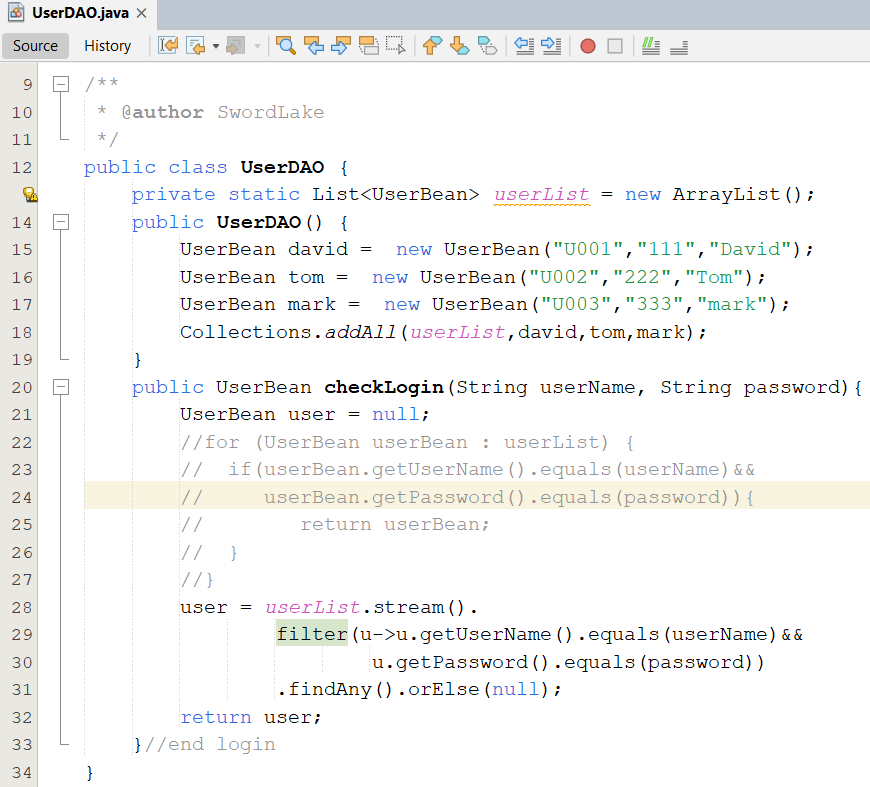 UserDAO.java
Source History
9 /**
10 * @author SwordLake
11 */
12 public class UserDAO {
private static List<UserBean> userList = new ArrayList();
14 public UserDAO() {
15 UserBean david =  new UserBean("U001","111","David");
16 UserBean tom =  new UserBean("U002","222","Tom");
17 UserBean mark =  new UserBean("U003","333","mark");
18 Collections.addAll(userList,david,tom,mark);
19 }
20 public UserBean checkLogin(String userName, String password){
21 UserBean user = null;
22 //for (UserBean userBean : userList) {
23 //  if(userBean.getUserName().equals(userName)&&
24 //     userBean.getPassword().equals(password)){
25 //        return userBean;
26 //  }
27 //}
28 user = userList.stream().
29 filter(u->u.getUserName().equals(userName)&&
30 u.getPassword().equals(password))
31 .findAny().orElse(null);
32 return user;
33 }//end login
34 }